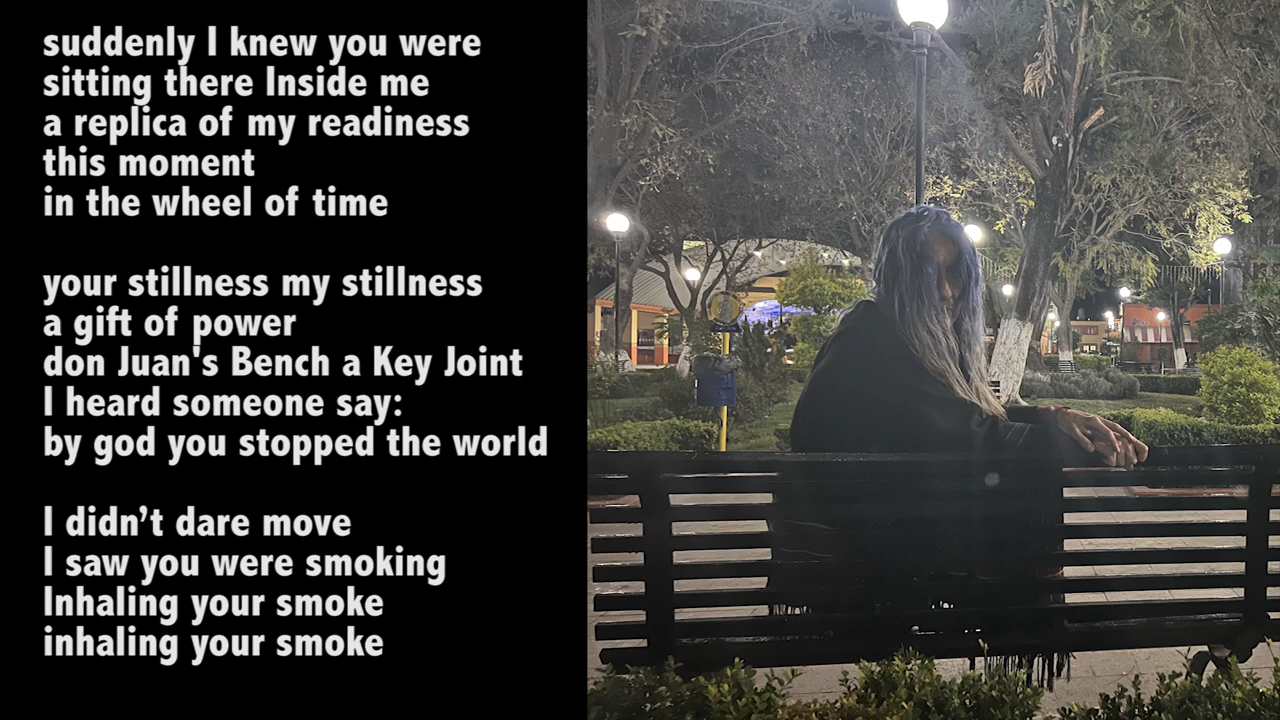 suddenly I knew you were
sitting there Inside me
a replica of my readiness
this moment
in the wheel of time
your stillness my stillness
a gift of power
don Juan's Bench a Key Joint
I heard someone say:
by god you stopped the world
I didn’t dare move
I saw you were smoking
Inhaling your smoke
inhaling your smoke